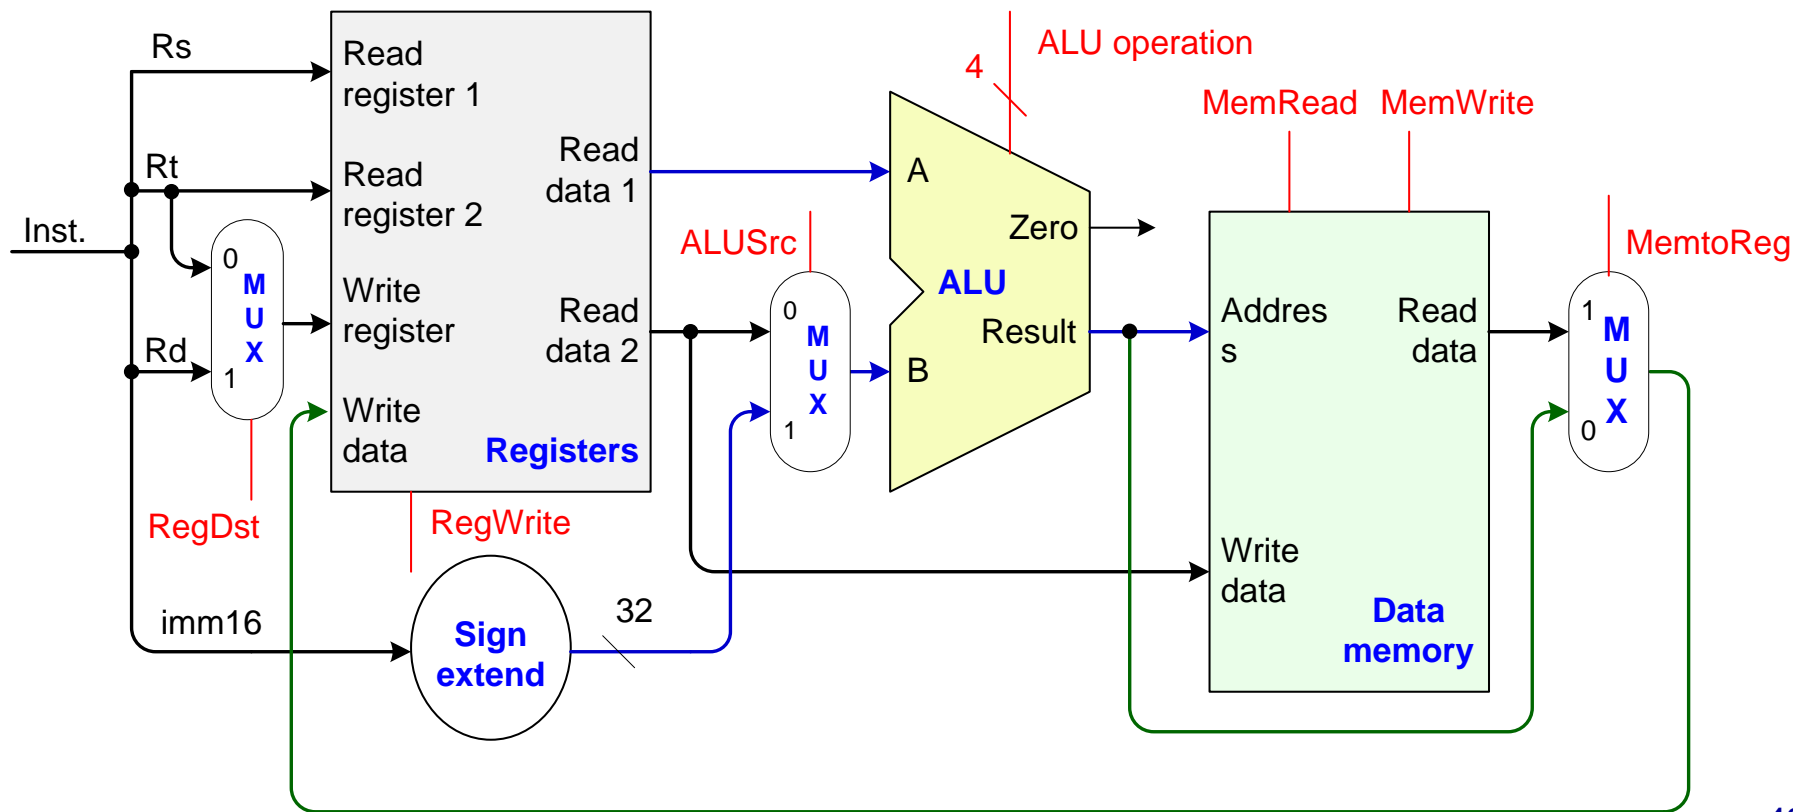 Rs
Read
register 1
Rt
Read
register 2
Inst.
0
M
U
X
1
Rd
Write
register
Write
data
Read
data 1
Read
data 2
Registers
RegDst
RegWrite
imm16
Sign
extend
32
ALUSrc
0
M
U
X
1
4
ALU operation
A
Zero
ALU
Result
B
MemRead
MemWrite
Addres
s
Read
data
Write
data
Data
memory
MemtoReg
1
M
U
X
0